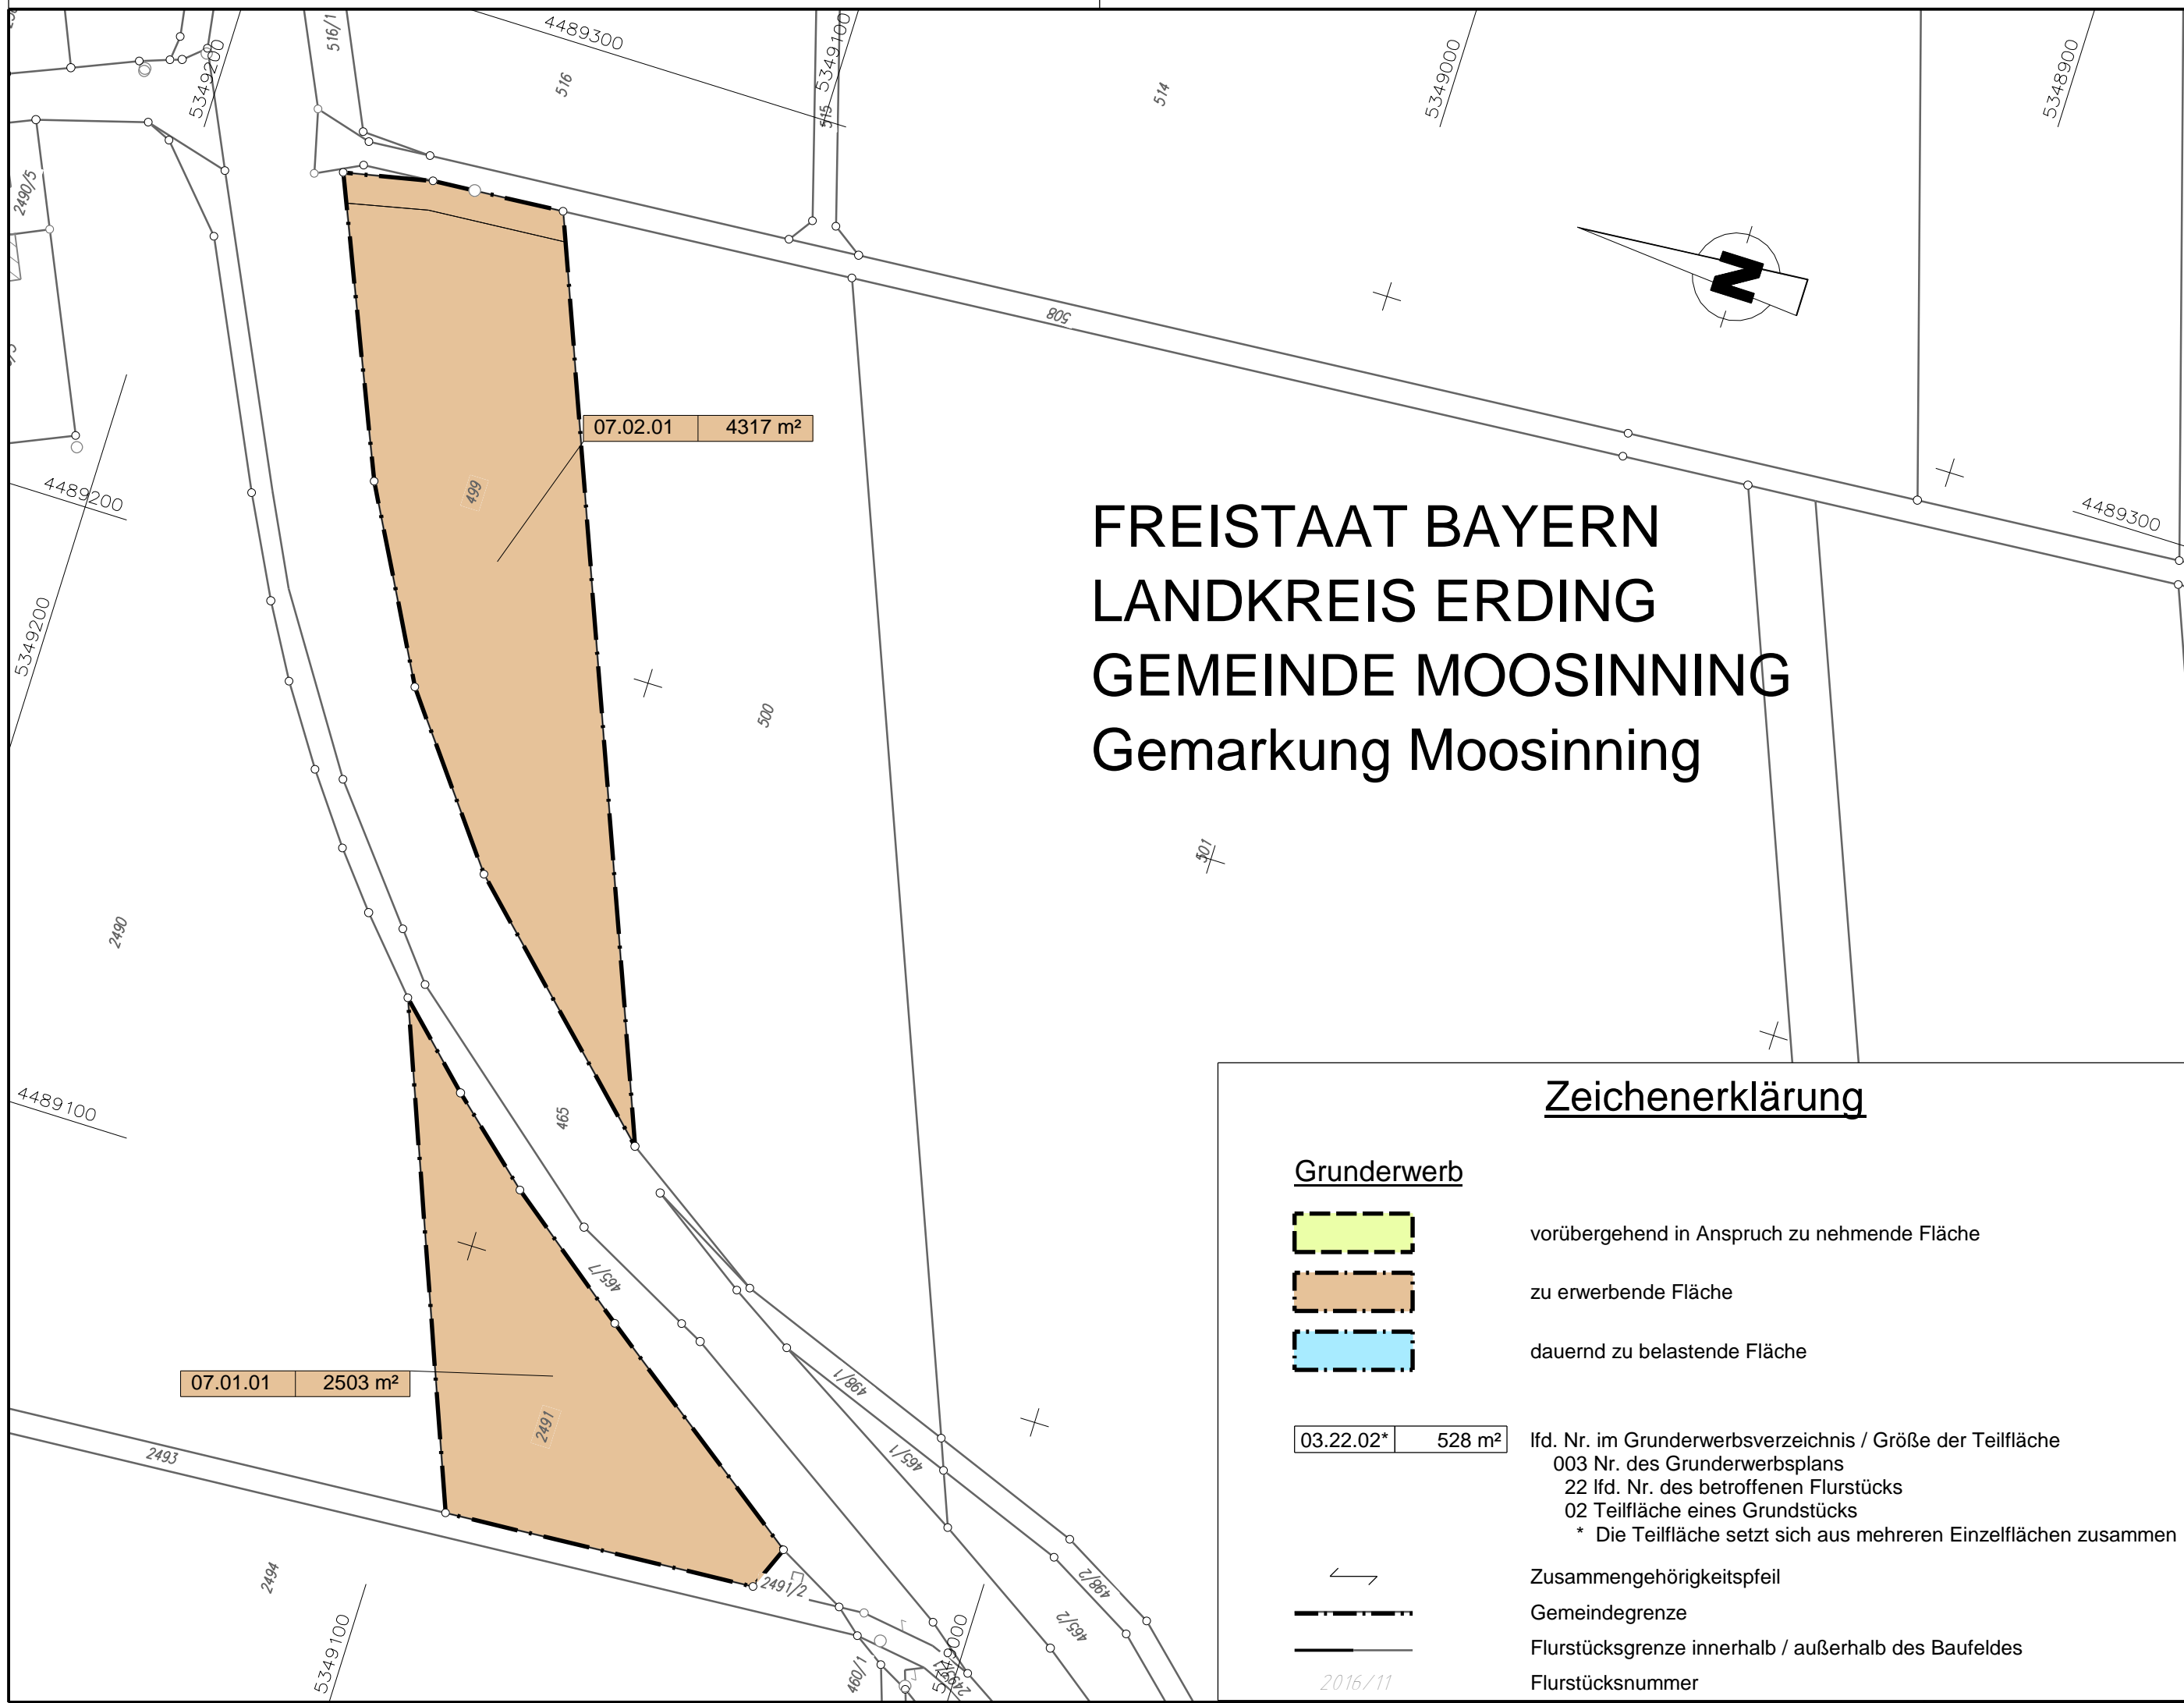 516/1
4489300
5349200
516
5349100
515
514
5349000
5348900
2490/5
N
508
07.02.01 4317 m²
4489200
499
4489300
FREISTAAT BAYERN
LANDKREIS ERDING
GEMEINDE MOOSINNING
Gemarkung Moosinning
5349200
500
501
2490
4489100
465
465/7
07.01.01 2503 m²
2491
498/1
465/1
2493
2494
2491/2
498/2
465/2
5349100
460/1
5349000
Zeichenerklärung
Grunderwerb
vorübergehend in Anspruch zu nehmende Fläche
zu erwerbende Fläche
dauernd zu belastende Fläche
03.22.02* 528 m² lfd. Nr. im Grunderwerbsverzeichnis / Größe der Teilfläche
003 Nr. des Grunderwerbsplans
22 lfd. Nr. des betroffenen Flurstücks
02 Teilfläche eines Grundstücks
* Die Teilfläche setzt sich aus mehreren Einzelflächen zusammen
Zusammengehörigkeitspfeil
Gemeindegrenze
Flurstücksgrenze innerhalb / außerhalb des Baufeldes
2016/11 Flurstücksnummer